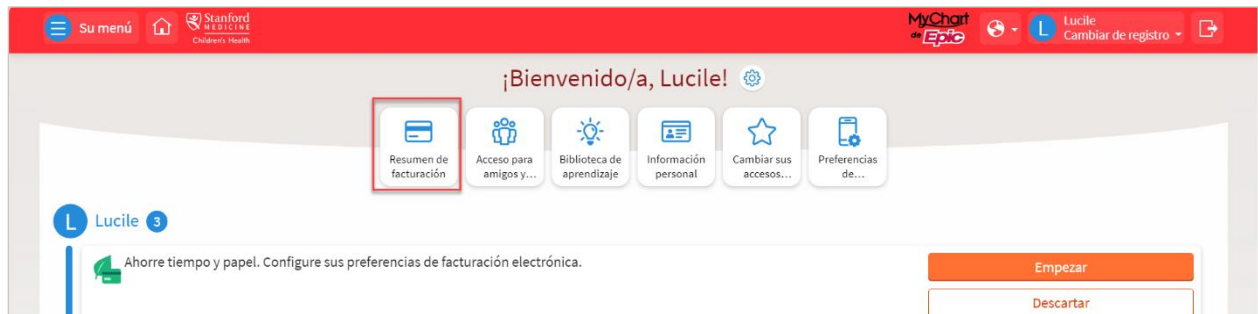 Su menú
Stanford
MEDICINE
Children's Health
MyChart
de Epic
L
Lucile
Cambiar de registro
¡Bienvenido/a, Lucile!
Resumen de
facturación
Acceso para
amigos y...
Biblioteca de
aprendizaje
Información
personal
Cambiar sus
accesos...
Preferencias
de...
L
Lucile 3
Ahorre tiempo y papel. Configure sus preferencias de facturación electrónica.
Empezar
Descartar